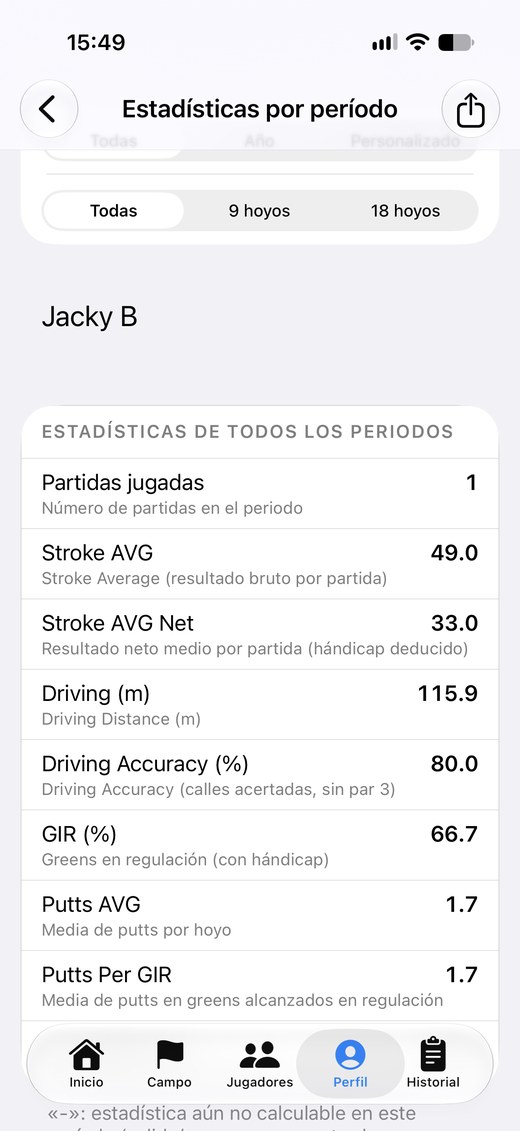 15:49
Estadísticas por período
Todas Año Personalizado
Todas 9 hoyos 18 hoyos
Jacky B
ESTADÍSTICAS DE TODOS LOS PERIODOS
Partidas jugadas 1
Número de partidas en el periodo
Stroke AVG 49.0
Stroke Average (resultado bruto por partida)
Stroke AVG Net 33.0
Resultado neto medio por partida (hándicap deducido)
Driving (m) 115.9
Driving Distance (m)
Driving Accuracy (%) 80.0
Driving Accuracy (calles acertadas, sin par 3)
GIR (%) 66.7
Greens en regulación (con hándicap)
Putts AVG 1.7
Media de putts por hoyo
Putts Per GIR 1.7
Media de putts en greens alcanzados en regulación
Inicio Campo Jugadores Perfil Historial
«-»: estadística aún no calculable en este